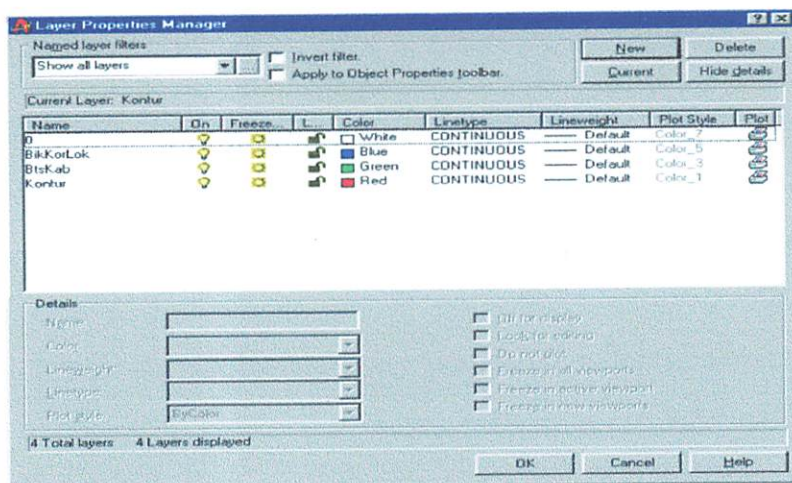 Layer Properties Manager
Named layer filters
Show all layers
...
Invert filter.
Apply to Object Properties toolbar.
New
Delete
Current
Hide details
Current Layer: Kontur
Name On Freeze... L... Color Linetype Lineweight Plot Style Plot
0 White CONTINUOUS Default Color_7
BikKorLok Blue CONTINUOUS Default Color_5
BtsKab Green CONTINUOUS Default Color_3
Kontur Red CONTINUOUS Default Color_1
Details
Name:
Color:
Lineweight:
Linetype:
Plot style:
ByColor
Off for display
Lock for editing
Do not plot
Freeze in all viewports
Freeze in active viewport
Freeze in new viewports
4 Total layers 4 Layers displayed
OK
Cancel
Help